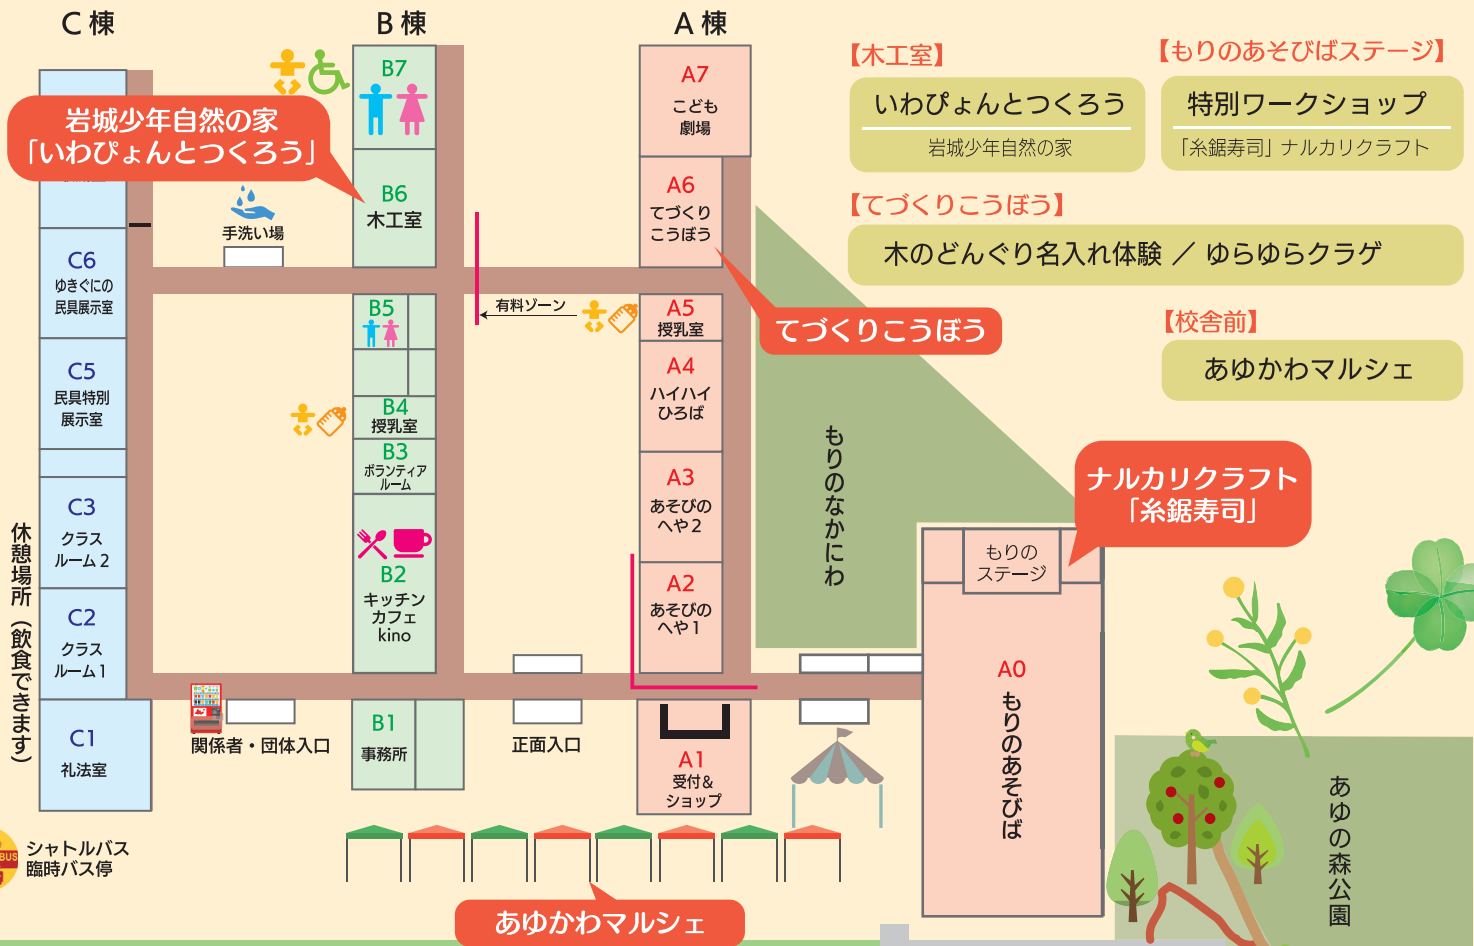 C 棟
B 棟
A 棟
【木工室】
いわぴょんとつくろう
岩城少年自然の家
【もりのあそびばステージ】
特別ワークショップ
「糸鋸寿司」ナルカリクラフト
【てづくりこうぼう】
木のどんぐり名入れ体験 ／ ゆらゆらクラゲ
【校舎前】
あゆかわマルシェ
岩城少年自然の家
「いわぴょんとつくろう」
手洗い場
C6
ゆきぐにの
民具展示室
C5
民具特別
展示室
C3
クラス
ルーム 2
C2
クラス
ルーム 1
C1
礼法室
休憩場所（飲食できます）
B7
B6
木工室
B5
B4
授乳室
B3
ボランティア
ルーム
B2
キッチン
カフェ
kino
B1
事務所
有料ゾーン
A7
こども
劇場
A6
てづくり
こうぼう
A5
授乳室
A4
ハイハイ
ひろば
A3
あそびの
へや 2
A2
あそびの
へや 1
A1
受付＆
ショップ
てづくりこうぼう
もりのなかにわ
ナルカリクラフト
「糸鋸寿司」
もりの
ステージ
A0
もりのあそびば
関係者・団体入口
正面入口
シャトルバス
臨時バス停
BUS
あゆかわマルシェ
あゆの森公園